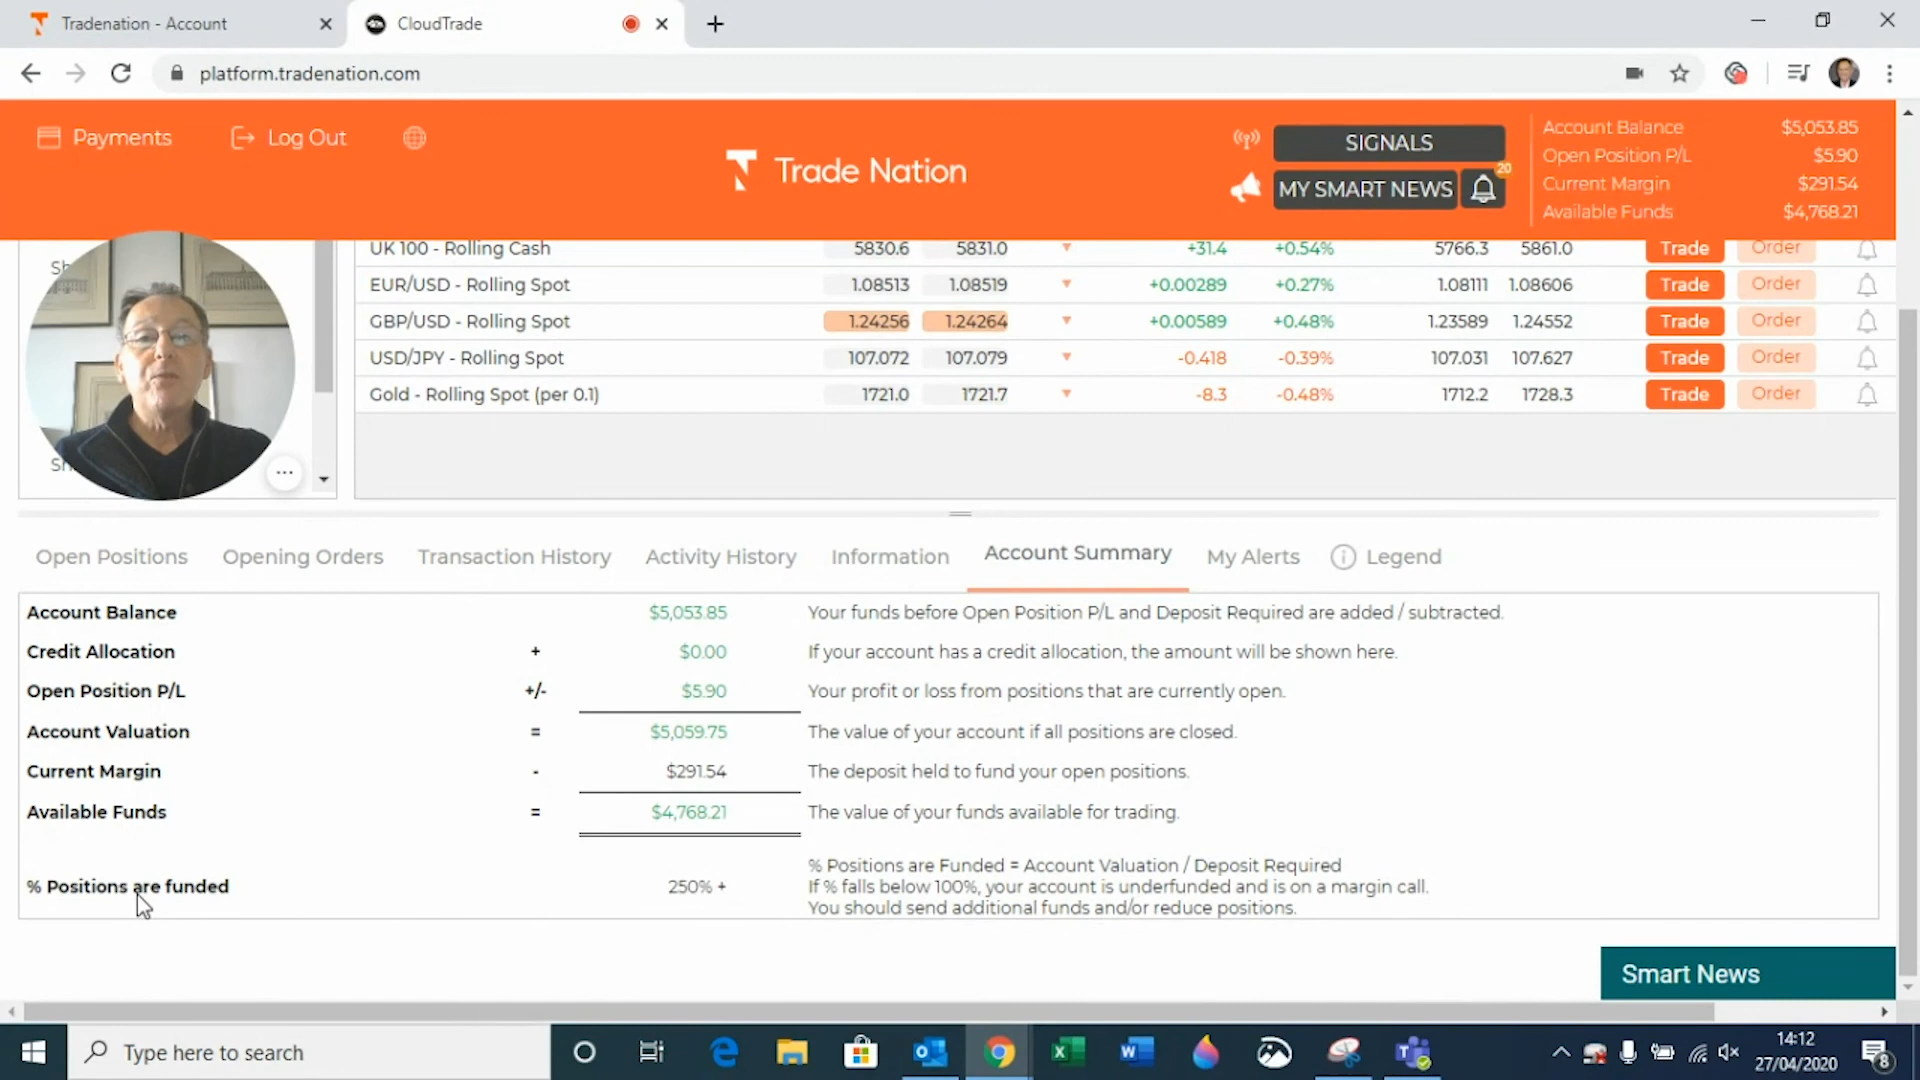 Tradenation - Account
CloudTrade
platform.tradenation.com
Payments
Log Out
Trade Nation
SIGNALS
MY SMART NEWS
20
Account Balance $5,053.85
Open Position P/L $5.90
Current Margin $291.54
Available Funds $4,768.21
UK 100 - Rolling Cash 5830.6 5831.0 +31.4 +0.54% 5766.3 5861.0 Trade Order
EUR/USD - Rolling Spot 1.08513 1.08519 +0.00289 +0.27% 1.08111 1.08606 Trade Order
GBP/USD - Rolling Spot 1.24256 1.24264 +0.00589 +0.48% 1.23589 1.24552 Trade Order
USD/JPY - Rolling Spot 107.072 107.079 -0.418 -0.39% 107.031 107.627 Trade Order
Gold - Rolling Spot (per 0.1) 1721.0 1721.7 -8.3 -0.48% 1712.2 1728.3 Trade Order
Open Positions Opening Orders Transaction History Activity History Information Account Summary My Alerts Legend
Account Balance $5,053.85 Your funds before Open Position P/L and Deposit Required are added / subtracted.
Credit Allocation + $0.00 If your account has a credit allocation, the amount will be shown here.
Open Position P/L +/- $5.90 Your profit or loss from positions that are currently open.
Account Valuation = $5,059.75 The value of your account if all positions are closed.
Current Margin - $291.54 The deposit held to fund your open positions.
Available Funds = $4,768.21 The value of your funds available for trading.
% Positions are funded 250% + % Positions are Funded = Account Valuation / Deposit Required
If % falls below 100%, your account is underfunded and is on a margin call.
You should send additional funds and/or reduce positions.
Smart News
Type here to search
14:12
27/04/2020
8